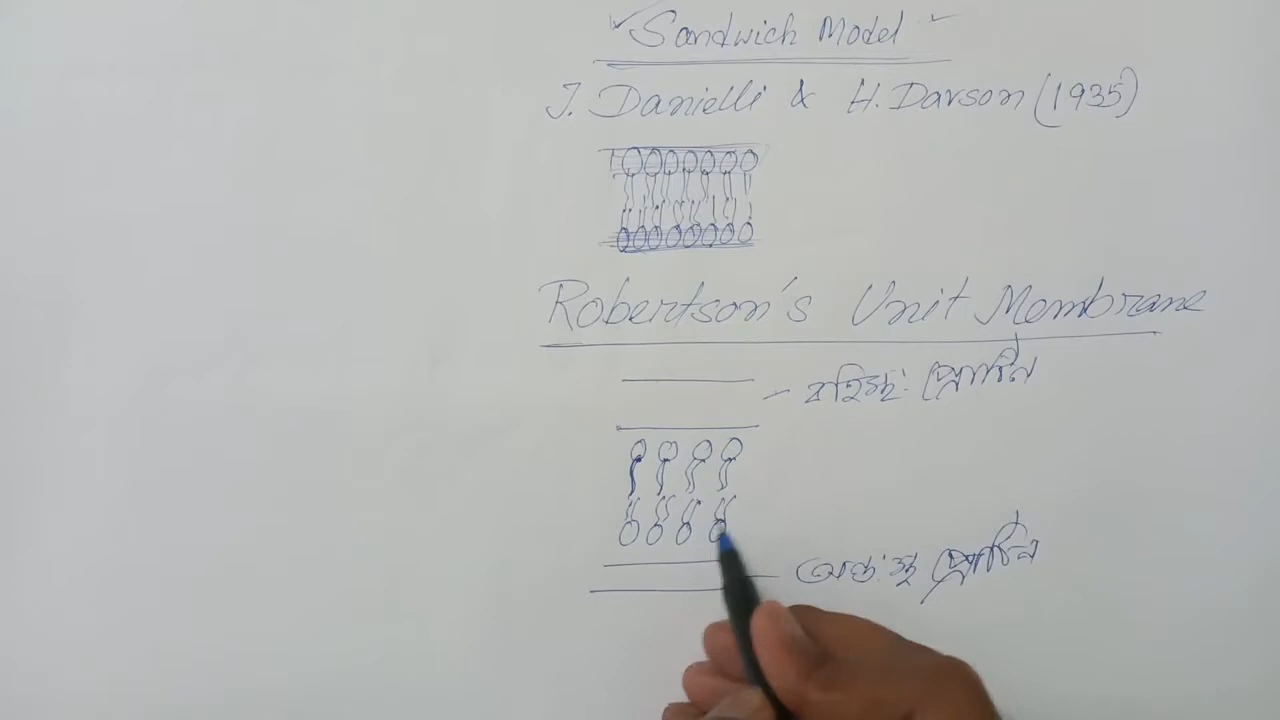 "Sandwich Model"
J. Danielli & H. Davson (1935)
Robertson's Unit Membrane
- বহিস্থঃ প্রোটিন
অন্তঃস্থ প্রোটিন